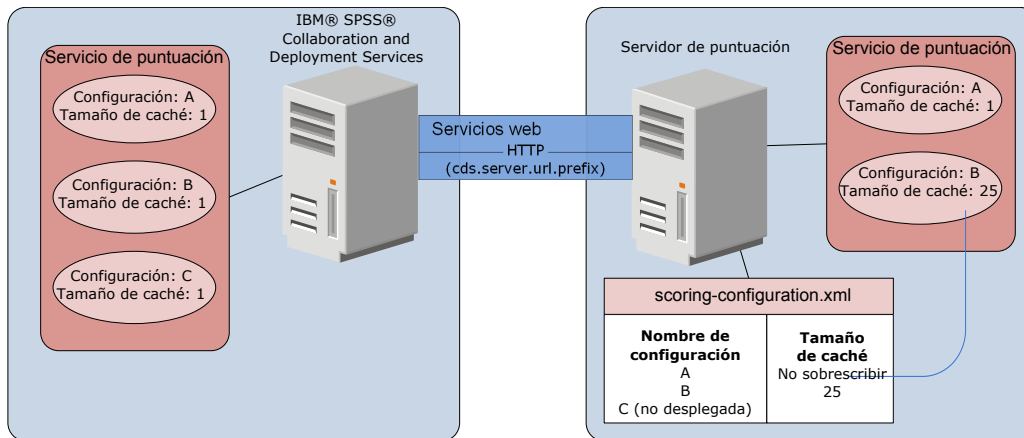 IBM® SPSS®
Collaboration and
Deployment Services
Servicio de puntuación
Configuración: A
Tamaño de caché: 1
Configuración: B
Tamaño de caché: 1
Configuración: C
Tamaño de caché: 1
Servicios web
HTTP
(cds.server.url.prefix)
Servidor de puntuación
Servicio de puntuación
Configuración: A
Tamaño de caché: 1
Configuración: B
Tamaño de caché: 25
scoring-configuration.xml
Nombre de
configuración
A
B
C (no desplegada)
Tamaño
de caché
No sobrescribir
25